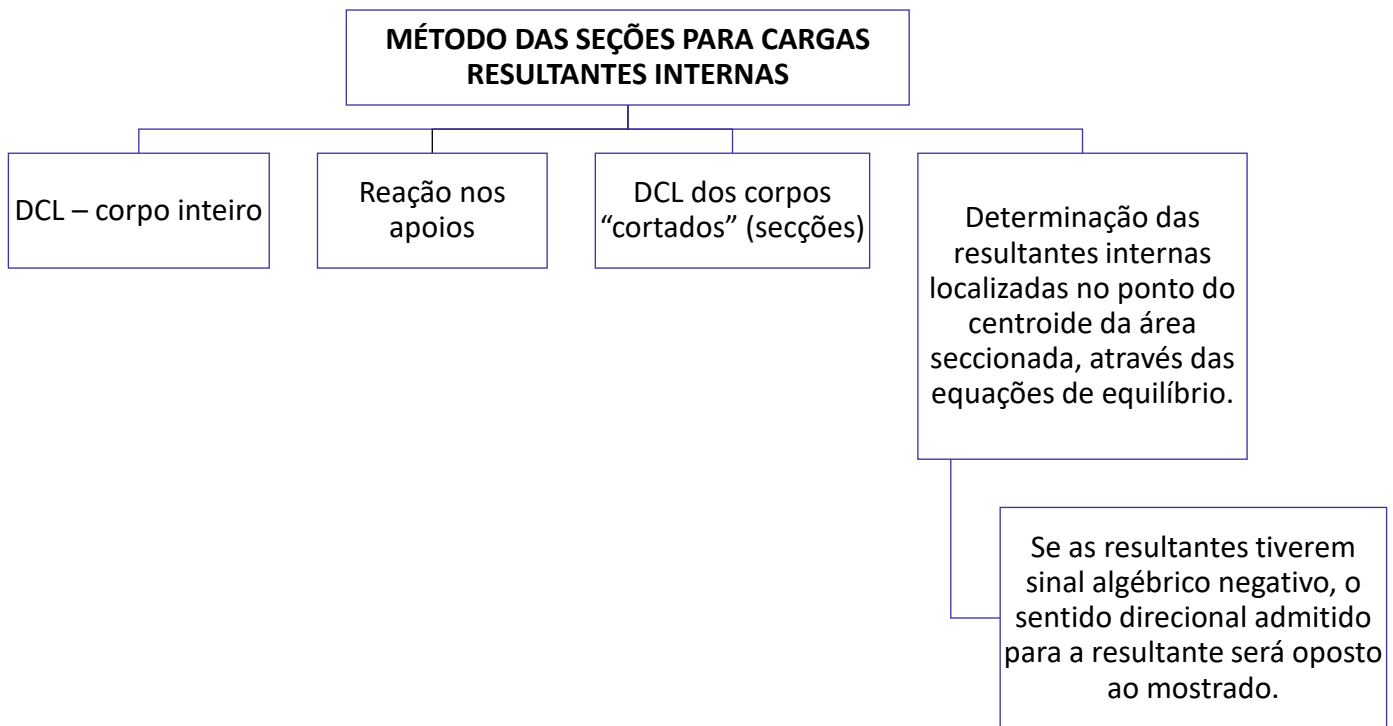 MÉTODO DAS SEÇÕES PARA CARGAS
RESULTANTES INTERNAS
DCL – corpo inteiro
Reação nos
apoios
DCL dos corpos
“cortados” (secções)
Determinação das
resultantes internas
localizadas no ponto do
centroide da área
seccionada, através das
equações de equilíbrio.
Se as resultantes tiverem
sinal algébrico negativo, o
sentido direcional admitido
para a resultante será oposto
ao mostrado.